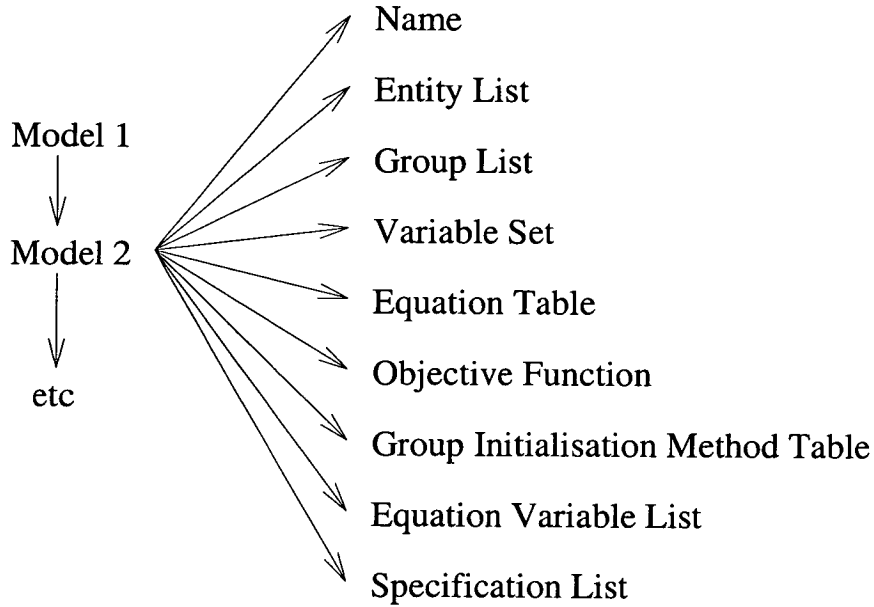 Model 1
Model 2
etc
Name
Entity List
Group List
Variable Set
Equation Table
Objective Function
Group Initialisation Method Table
Equation Variable List
Specification List